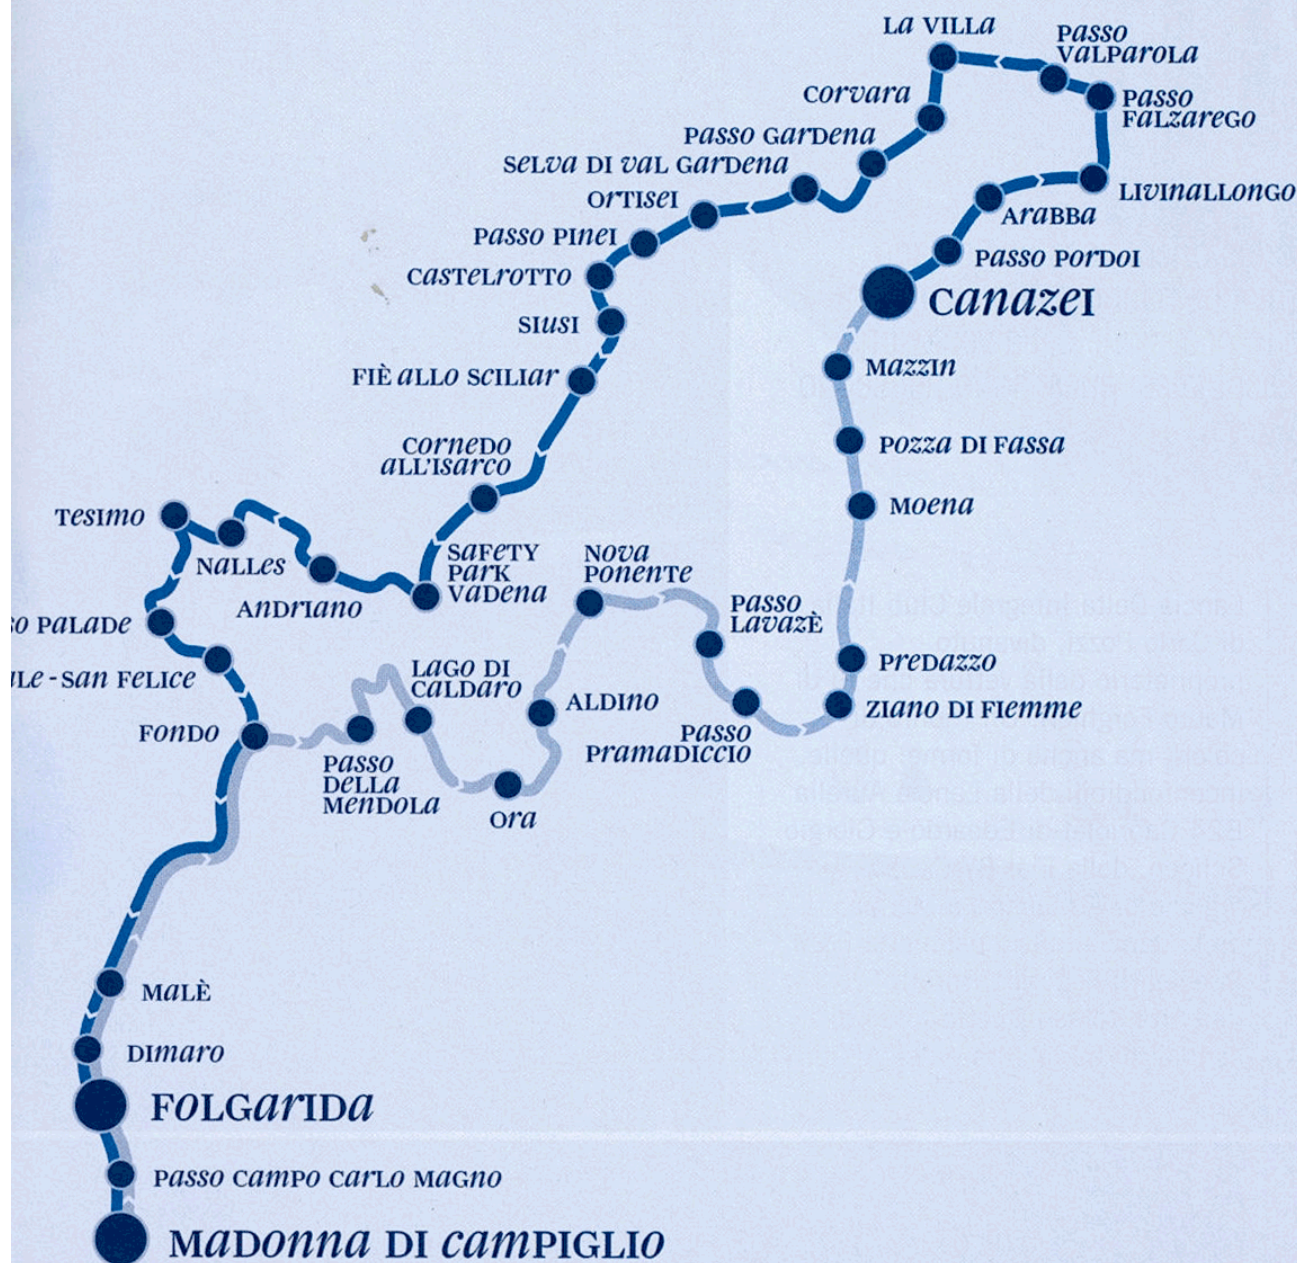 La Villa
Passo
Valparola
Corvara
Passo
Falzarego
Passo Gardena
Selva di Val Gardena
Livinallongo
Ortisei
Arabba
Passo Pinei
Passo Pordoi
Castelrotto
Canazei
Siusi
Mazzin
Fiè allo Sciliar
Cornedo
all'Isarco
Pozza di Fassa
Moena
Tesimo
Nalles
Andriano
Safety
Park
Vadena
Nova
Ponente
Passo
Lavazè
Palade
San Felice
Lago di
Caldaro
Predazzo
Aldino
Ziano di Fiemme
Fondo
Passo
della
Mendola
Passo
Pramadiccio
Ora
Malè
Dimaro
Folgarida
Passo Campo Carlo Magno
Madonna di Campiglio